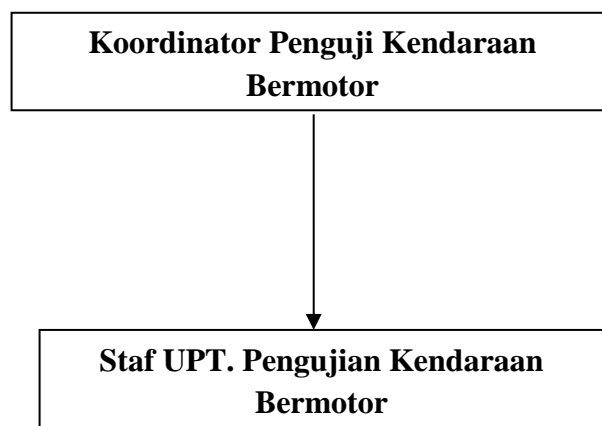 Koordinator Penguji Kendaraan
Bermotor
Staf UPT. Pengujian Kendaraan
Bermotor